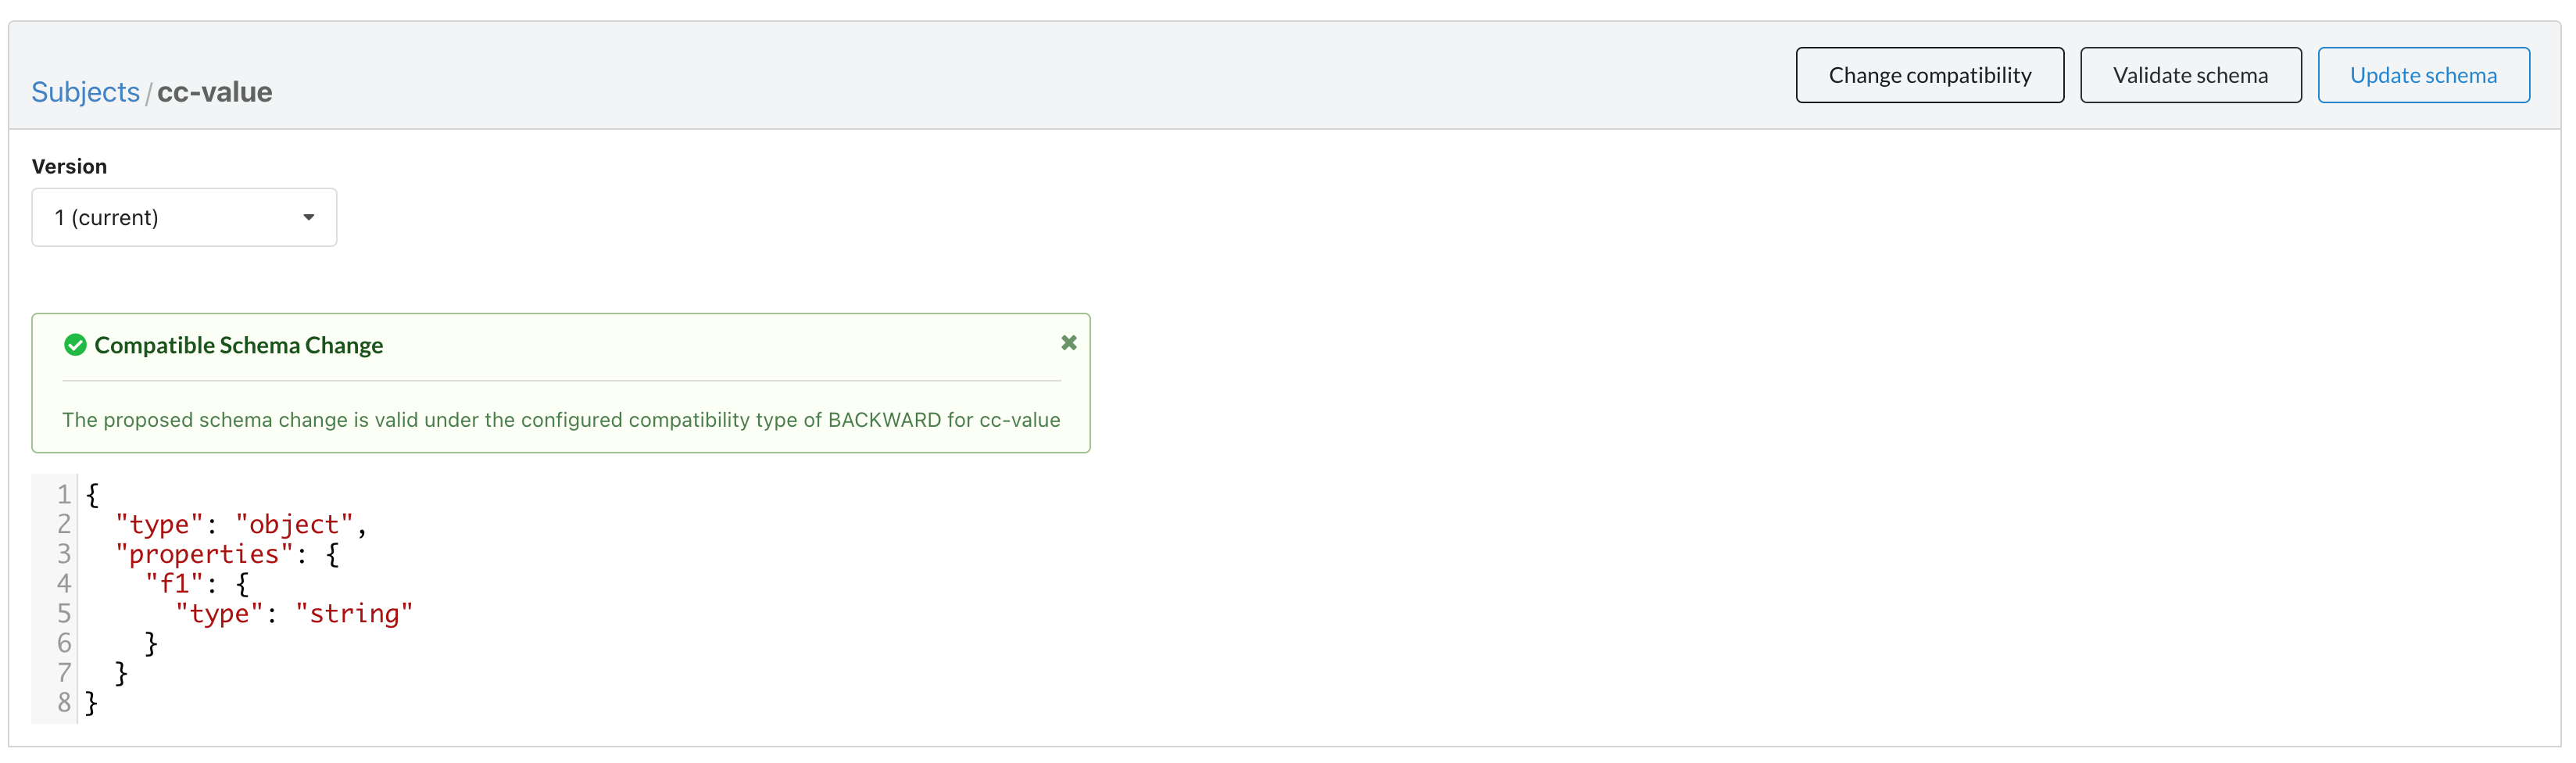 Subjects / cc-value
Change compatibility
Validate schema
Update schema
Version
1 (current)
Compatible Schema Change
The proposed schema change is valid under the configured compatibility type of BACKWARD for cc-value
1 {
2   "type": "object",
3   "properties": {
4     "f1": {
5       "type": "string"
6     }
7   }
8 }